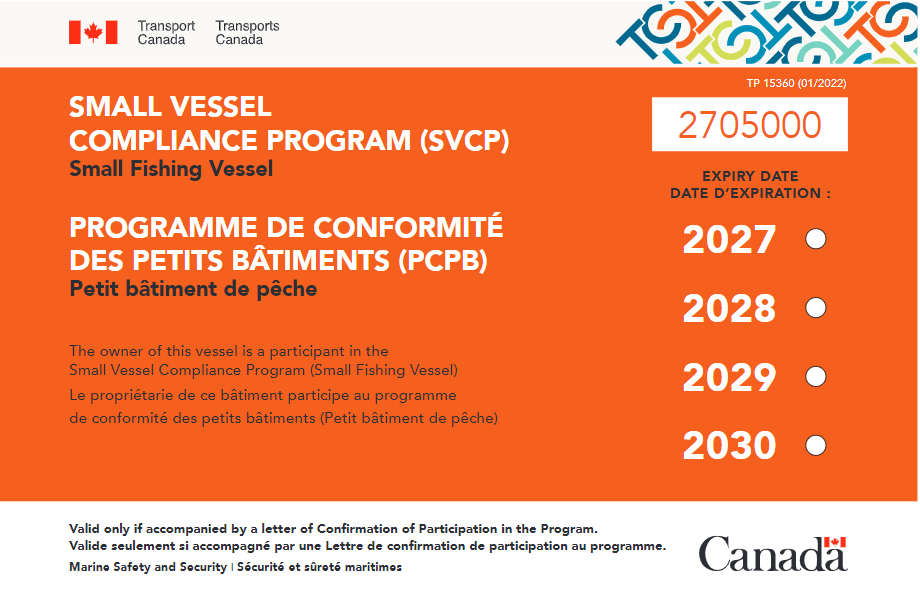 Transport Canada
Transports Canada
TP 15360 (01/2022)
SMALL VESSEL
COMPLIANCE PROGRAM (SVCP)
Small Fishing Vessel
2705000
EXPIRY DATE
DATE D'EXPIRATION :
PROGRAMME DE CONFORMITÉ
DES PETITS BÂTIMENTS (PCPB)
Petit bâtiment de pêche
2027
2028
2029
2030
The owner of this vessel is a participant in the
Small Vessel Compliance Program (Small Fishing Vessel)
Le propriétarie de ce bâtiment participe au programme
de conformité des petits bâtiments (Petit bâtiment de pêche)
Valid only if accompanied by a letter of Confirmation of Participation in the Program.
Valide seulement si accompagné par une Lettre de confirmation de participation au programme.
Marine Safety and Security | Sécurité et sûreté maritimes
Canada